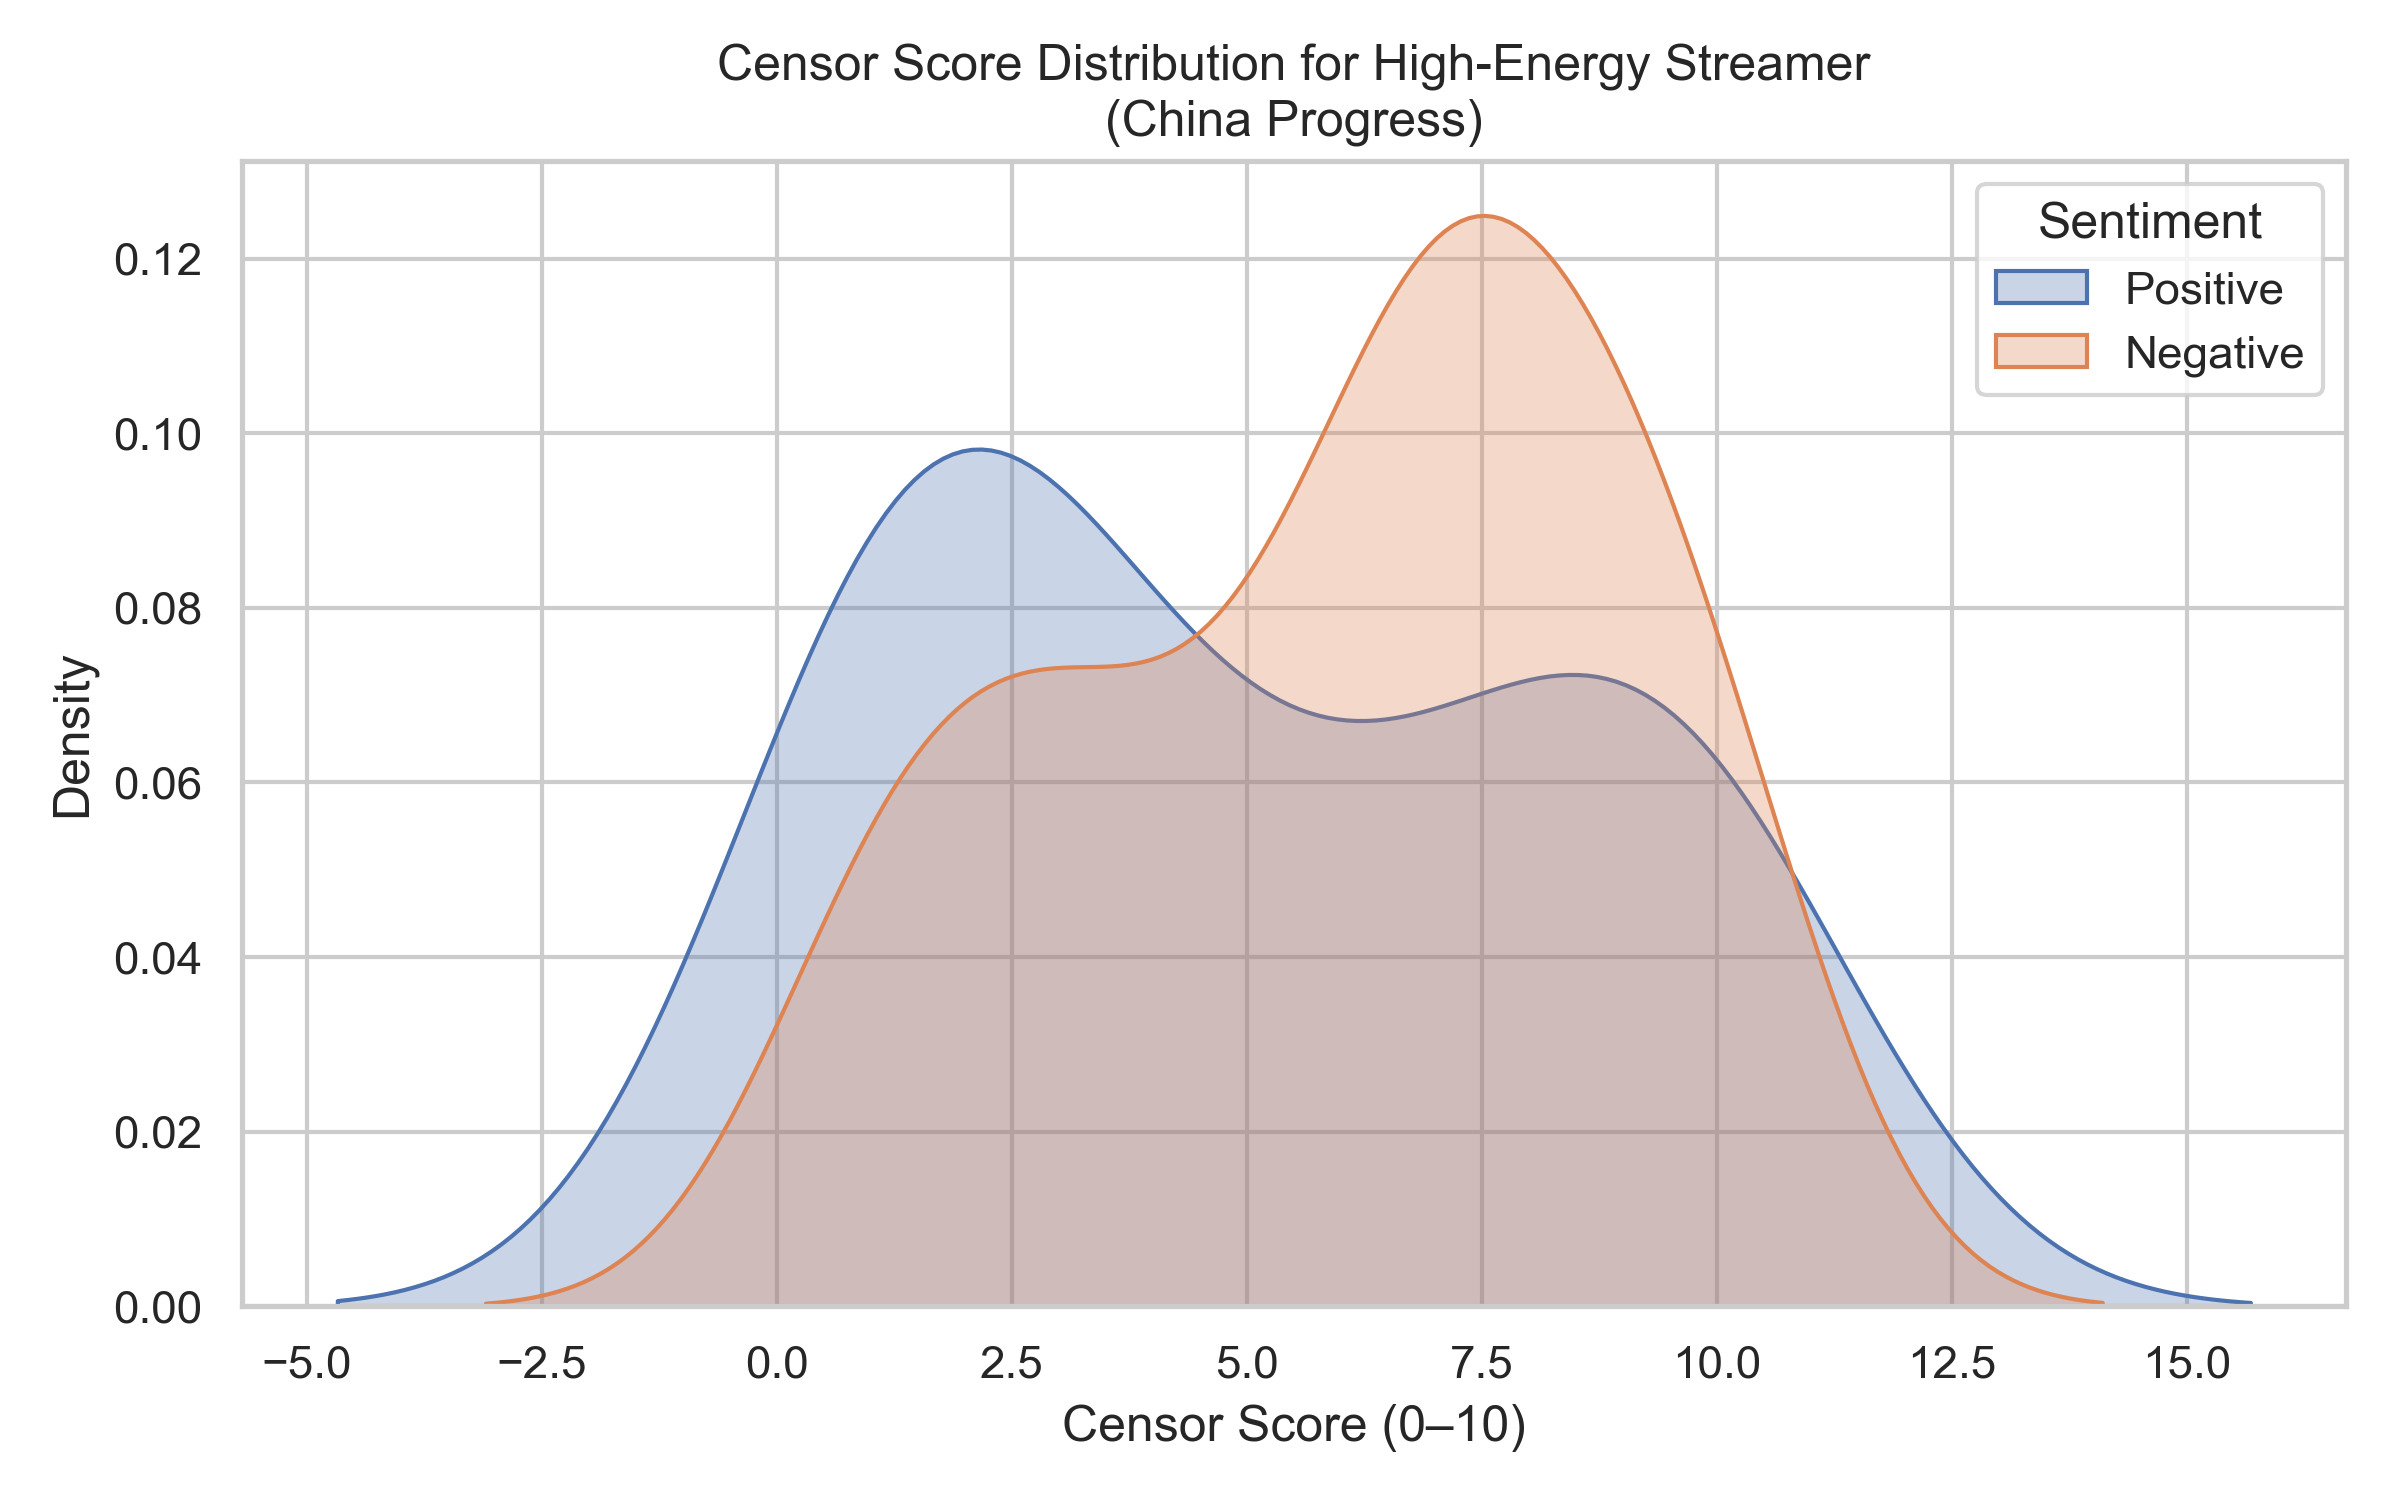 Censor Score Distribution for High-Energy Streamer
(China Progress)
Sentiment
Positive
Negative
Density
0.12
0.10
0.08
0.06
0.04
0.02
0.00
−5.0 −2.5 0.0 2.5 5.0 7.5 10.0 12.5 15.0
Censor Score (0–10)